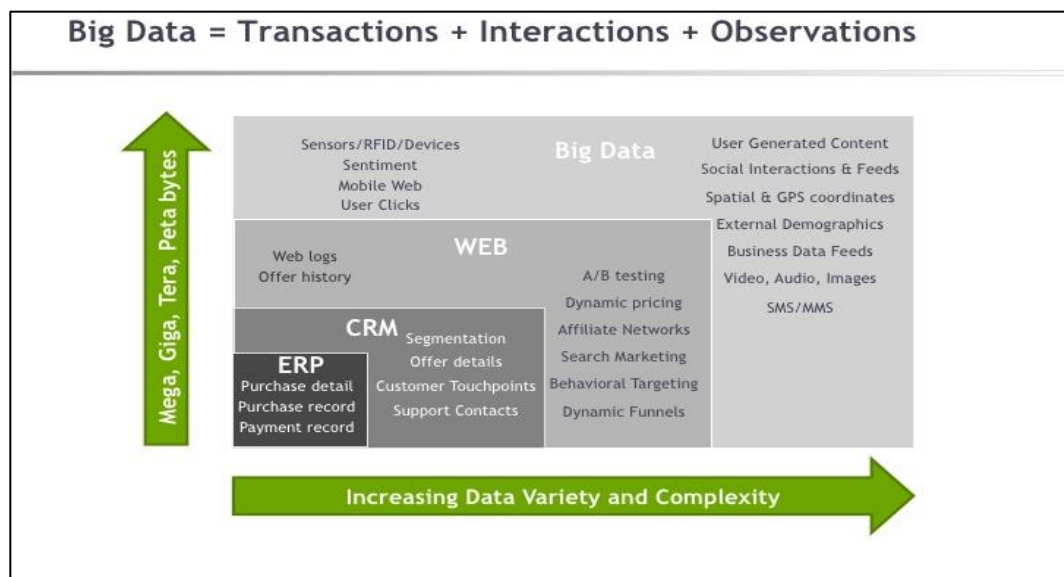 Big Data = Transactions + Interactions + Observations
Mega, Giga, Tera, Peta bytes
Big Data
Sensors/RFID/Devices
Sentiment
Mobile Web
User Clicks
User Generated Content
Social Interactions & Feeds
Spatial & GPS coordinates
External Demographics
Business Data Feeds
Video, Audio, Images
SMS/MMS
WEB
Web logs
Offer history
A/B testing
Dynamic pricing
Affiliate Networks
Search Marketing
Behavioral Targeting
Dynamic Funnels
CRM
Segmentation
Offer details
Customer Touchpoints
Support Contacts
ERP
Purchase detail
Purchase record
Payment record
Increasing Data Variety and Complexity